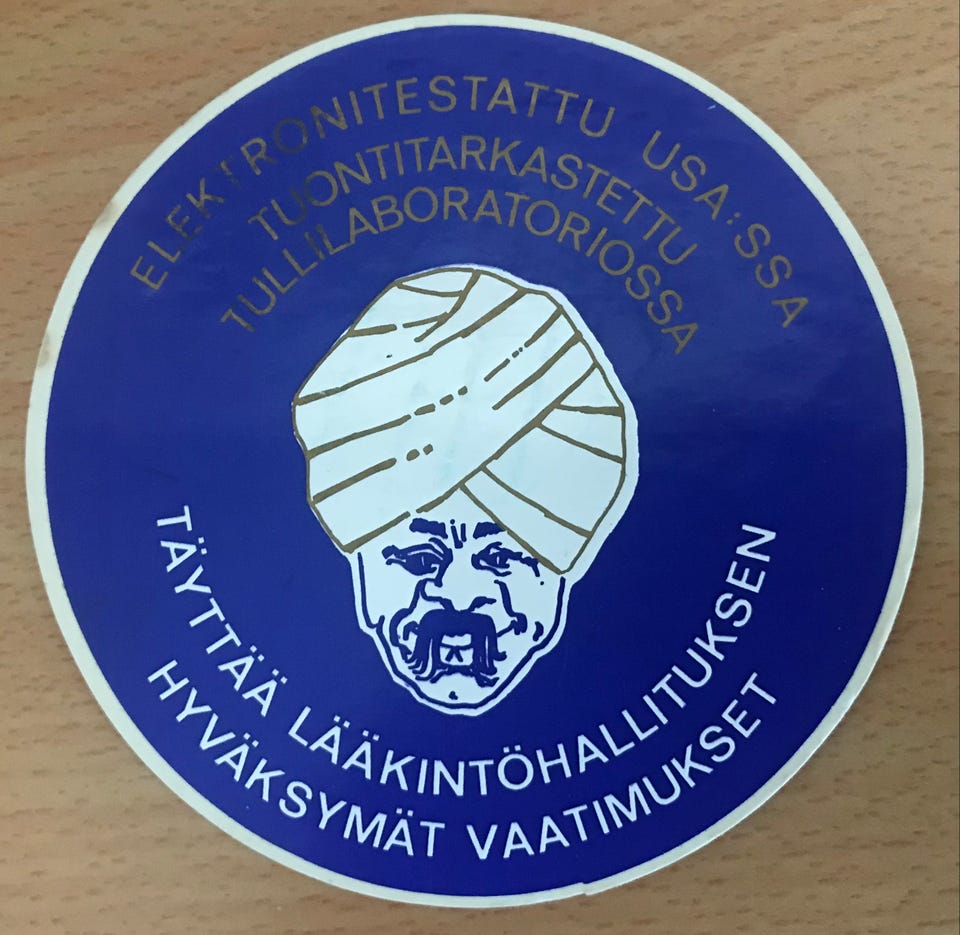 ELEKTRONITESTATTU USA:SSA
TUONTITARKASTETTU
TULLILABORATORIOSSA
TÄYTTÄÄ LÄÄKINTÖHALLITUKSEN
HYVÄKSYMÄT VAATIMUKSET